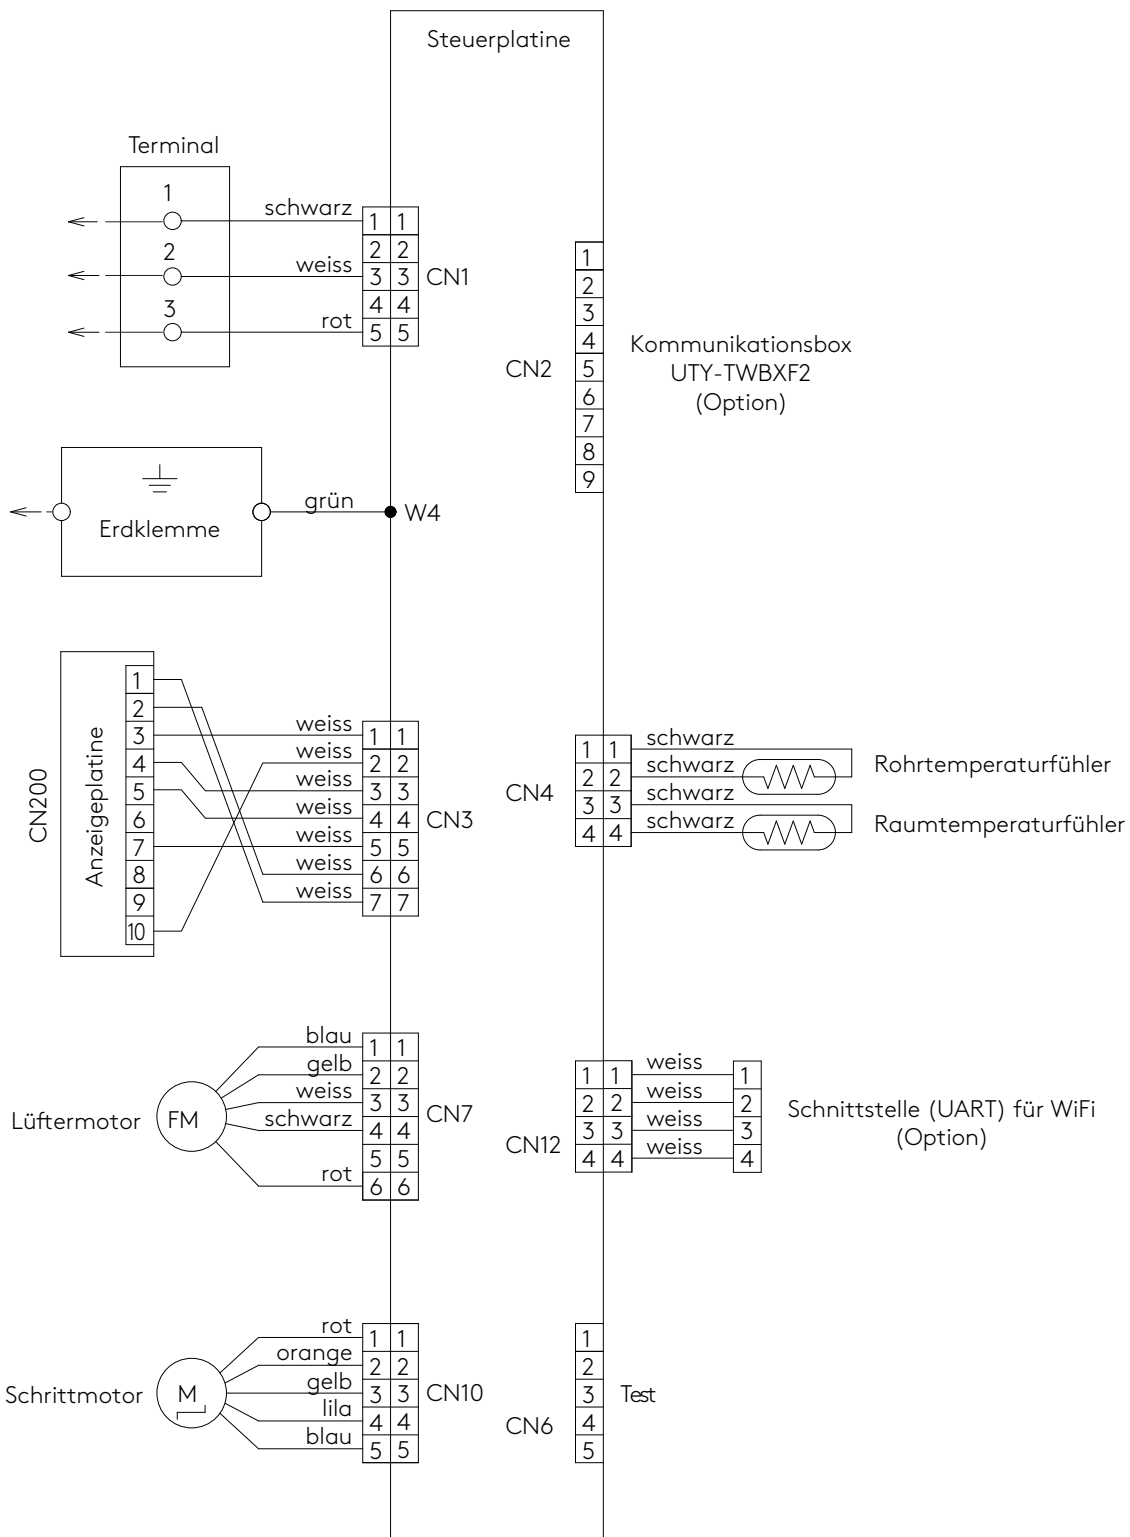 Steuerplatine
Terminal
1
schwarz
1 1
2 2
2
weiss
3 3
CN1
4 4
3
rot
5 5
1
2
3
4
5
6
7
8
9
CN2
Kommunikationsbox
UTY-TWBXF2
(Option)
Erdklemme
grün
W4
CN200
Anzeigeplatine
1
2
3
4
5
6
7
8
9
10
weiss
weiss
weiss
weiss
weiss
weiss
weiss
1 1
2 2
3 3
4 4
5 5
6 6
7 7
CN3
CN4
1 1
2 2
3 3
4 4
schwarz
schwarz
schwarz
schwarz
Rohrtemperaturfühler
Raumtemperaturfühler
Lüftermotor
FM
blau
gelb
weiss
schwarz
rot
1 1
2 2
3 3
4 4
5 5
6 6
CN7
CN12
1 1
2 2
3 3
4 4
weiss
weiss
weiss
weiss
1
2
3
4
Schnittstelle (UART) für WiFi
(Option)
Schrittmotor
M
rot
orange
gelb
lila
blau
1 1
2 2
3 3
4 4
5 5
CN10
CN6
1
2
3
4
5
Test